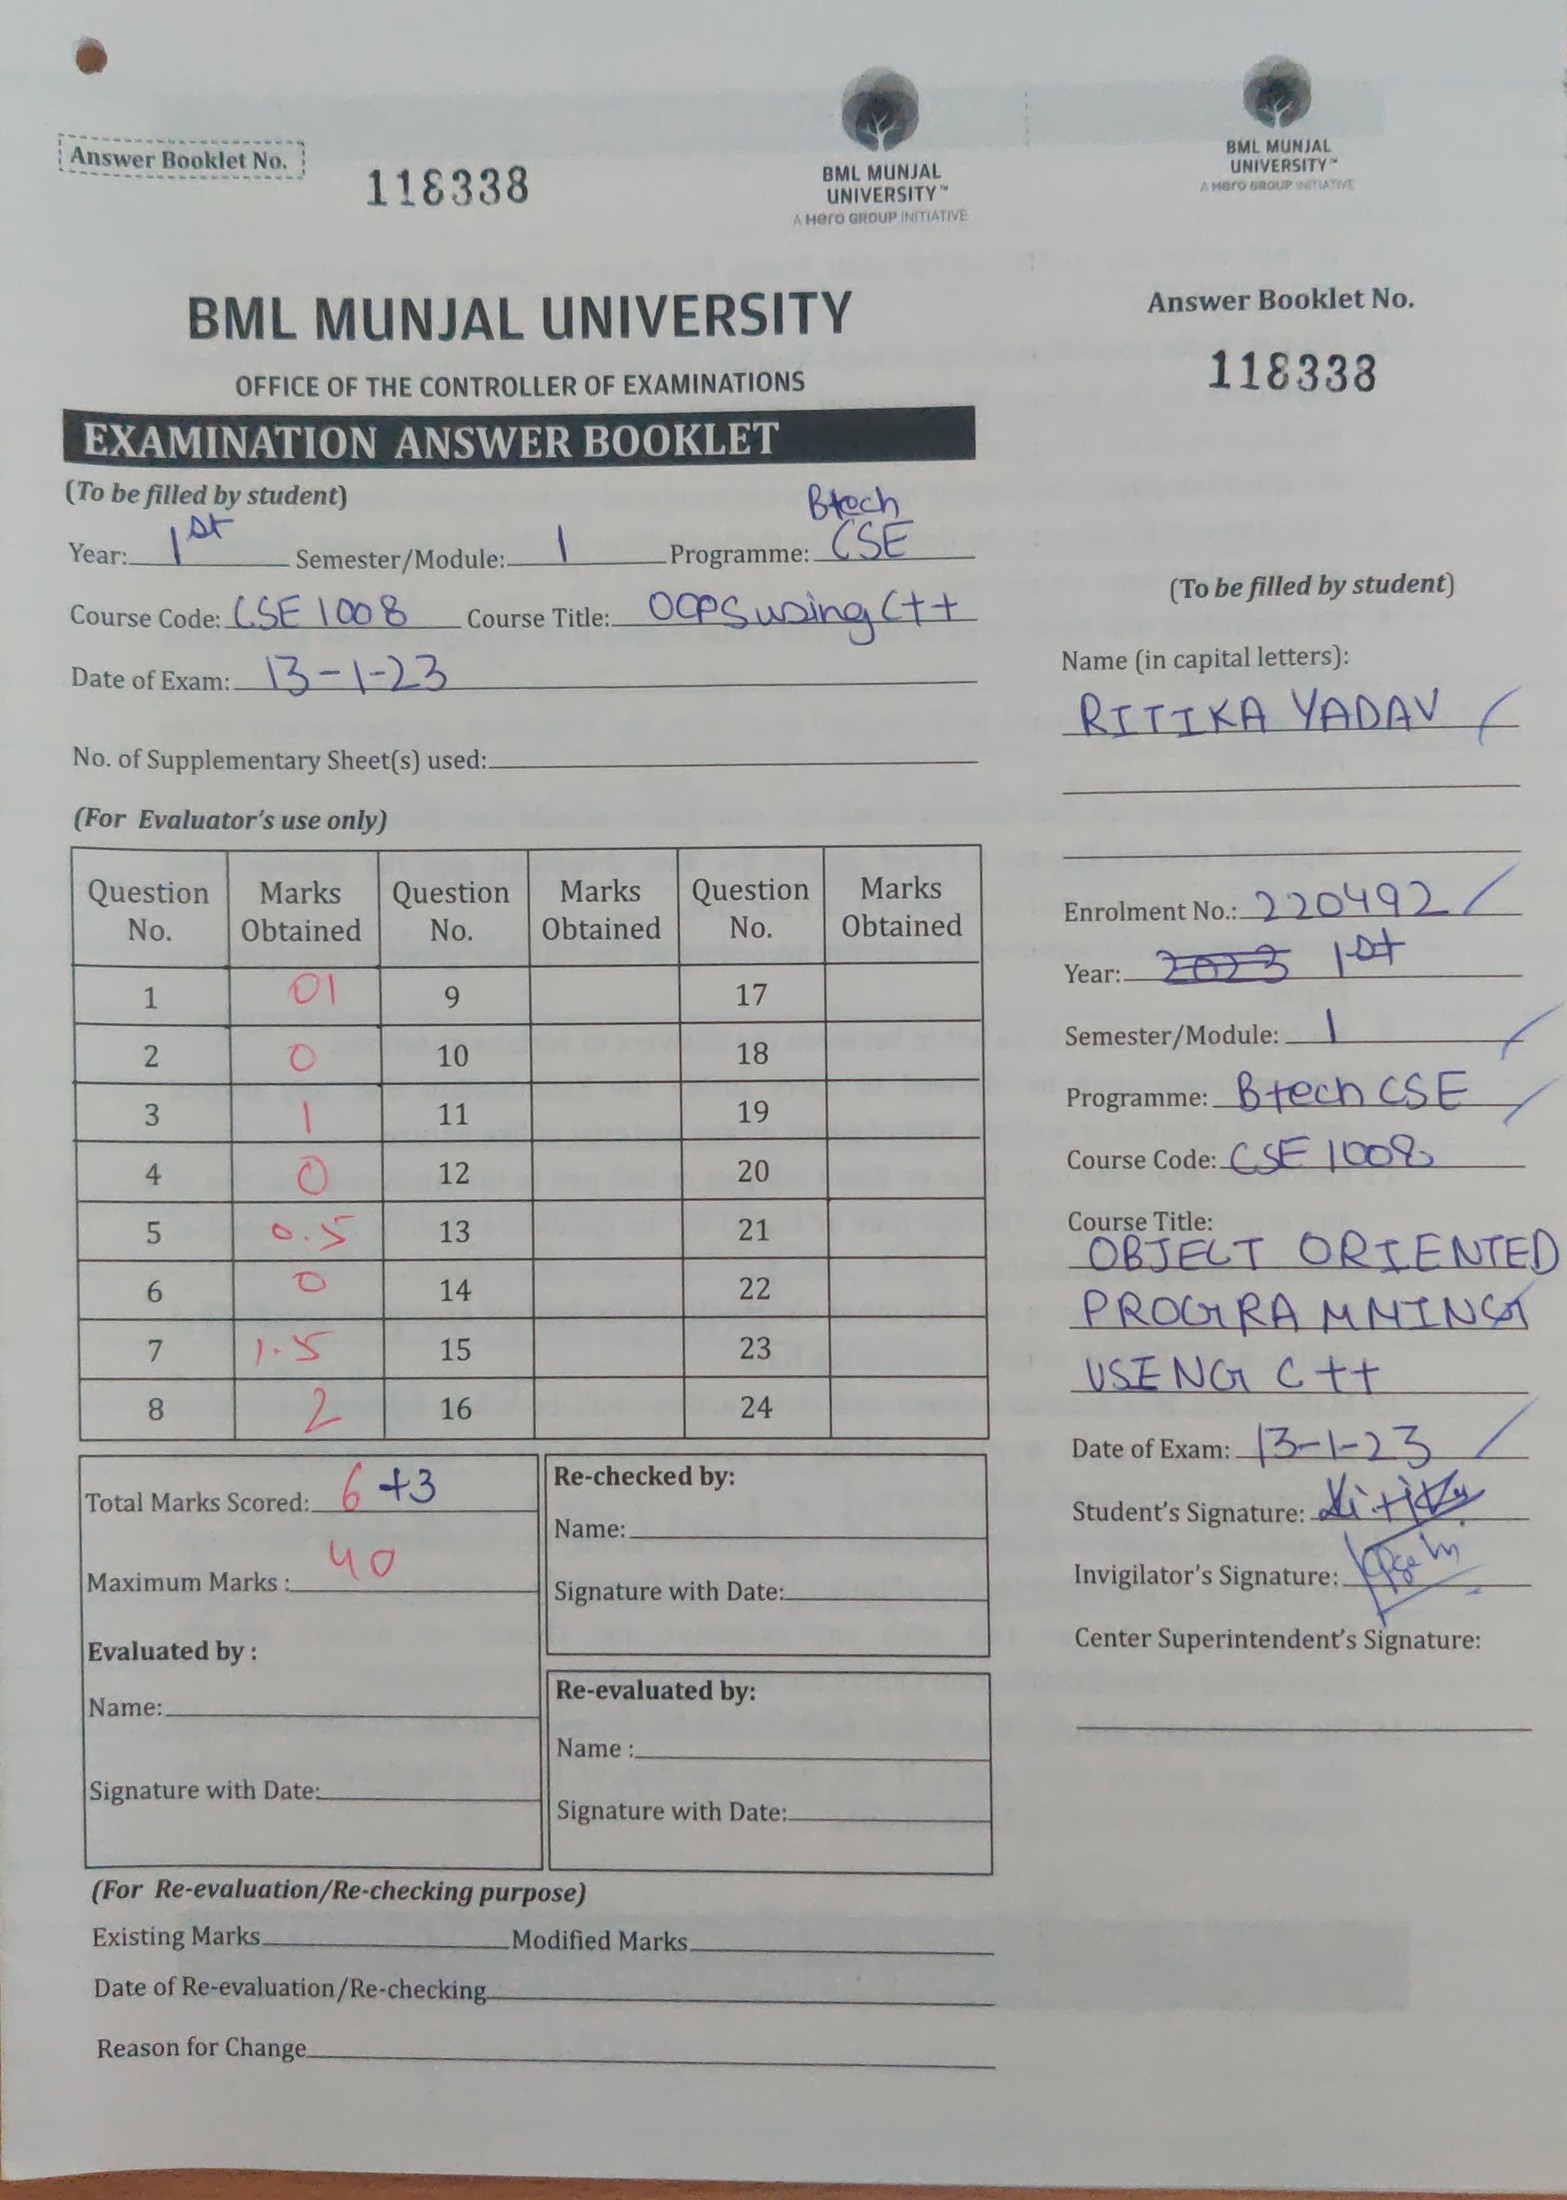 Answer Booklet No.
118338
BML MUNJAL
UNIVERSITY™
A Hero GROUP INITIATIVE
BML MUNJAL UNIVERSITY
OFFICE OF THE CONTROLLER OF EXAMINATIONS
EXAMINATION ANSWER BOOKLET
(To be filled by student)
Btech
Year: 1st Semester/Module: 1 Programme: CSE
Course Code: CSE1008 Course Title: OOPS using C++
Date of Exam: 13-1-23
No. of Supplementary Sheet(s) used:
(For Evaluator's use only)
Question No. Marks Obtained Question No. Marks Obtained Question No. Marks Obtained
1 01 9 17
2 0 10 18
3 1 11 19
4 0 12 20
5 0.5 13 21
6 0 14 22
7 1.5 15 23
8 2 16 24
Total Marks Scored: 6 +3
Maximum Marks : 40
Evaluated by :
Name:
Signature with Date:
Re-checked by:
Name:
Signature with Date:
Re-evaluated by:
Name :
Signature with Date:
(For Re-evaluation/Re-checking purpose)
Existing Marks Modified Marks
Date of Re-evaluation/Re-checking
Reason for Change
BML MUNJAL
UNIVERSITY™
A Hero GROUP INITIATIVE
Answer Booklet No.
118338
(To be filled by student)
Name (in capital letters):
RITIKA YADAV
Enrolment No.: 220492
Year: 2023 1st
Semester/Module: 1
Programme: Btech CSE
Course Code: CSE 1008
Course Title:
OBJECT ORIENTED
PROGRAMMING
USING C++
Date of Exam: 13-1-23
Student's Signature: Ritika
Invigilator's Signature:
Center Superintendent's Signature: